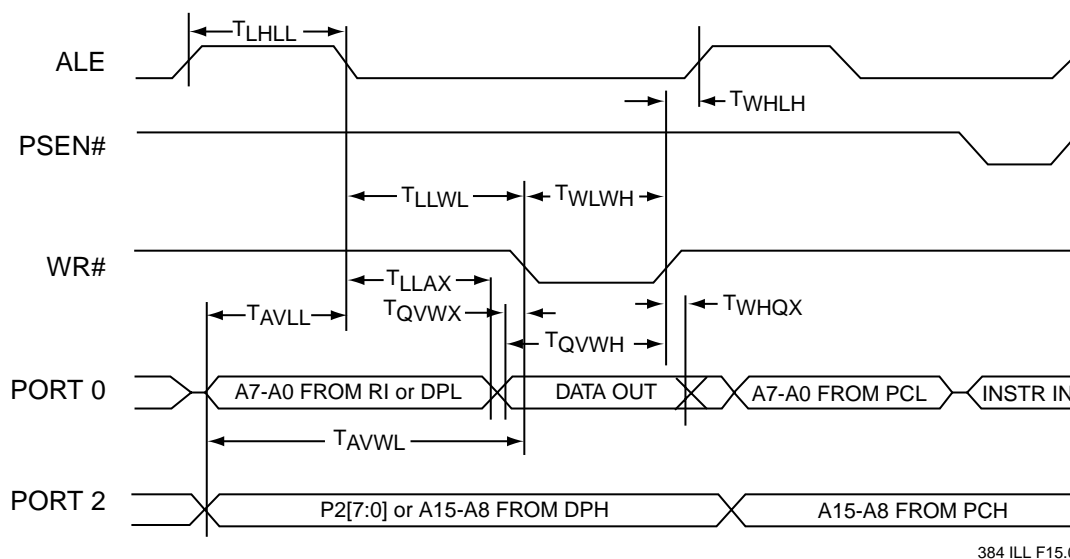 TLHLL
ALE
TWHLH
PSEN#
TLLWL
TWLWH
WR#
TLLAX
TAVLL
TQVWX
TWHQX
TQVWH
PORT 0
A7-A0 FROM RI or DPL
DATA OUT
A7-A0 FROM PCL
INSTR IN
TAVWL
PORT 2
P2[7:0] or A15-A8 FROM DPH
A15-A8 FROM PCH
384 ILL F15.